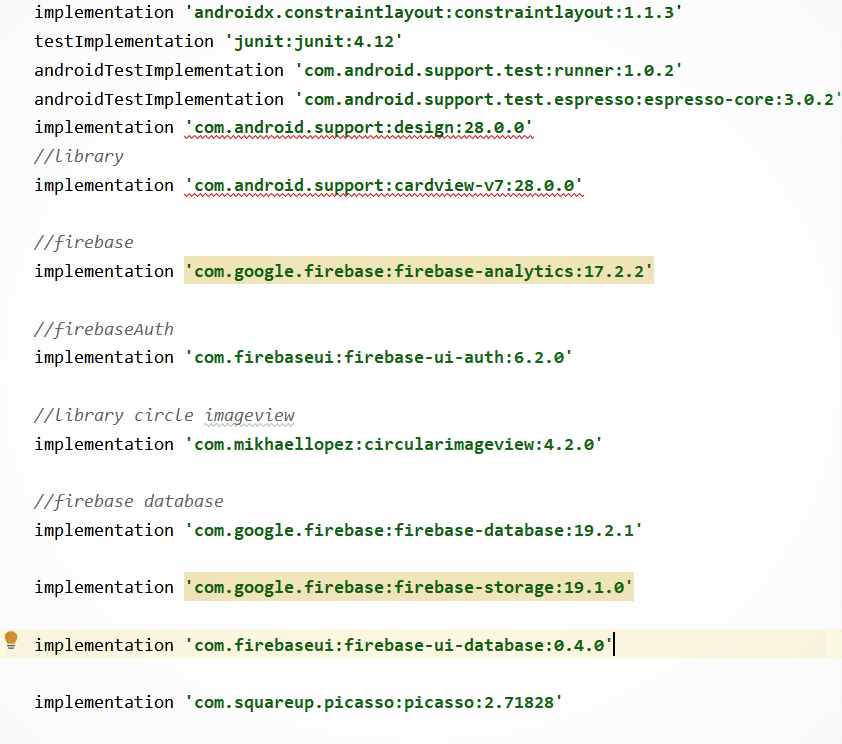 implementation 'androidx.constraintlayout:constraintlayout:1.1.3'
testImplementation 'junit:junit:4.12'
androidTestImplementation 'com.android.support.test:runner:1.0.2'
androidTestImplementation 'com.android.support.test.espresso:espresso-core:3.0.2'
implementation 'com.android.support:design:28.0.0'
//library
implementation 'com.android.support:cardview-v7:28.0.0'
//firebase
implementation 'com.google.firebase:firebase-analytics:17.2.2'
//firebaseAuth
implementation 'com.firebaseui:firebase-ui-auth:6.2.0'
//library circle imageview
implementation 'com.mikhaellopez:circularimageview:4.2.0'
//firebase database
implementation 'com.google.firebase:firebase-database:19.2.1'
implementation 'com.google.firebase:firebase-storage:19.1.0'
implementation 'com.firebaseui:firebase-ui-database:0.4.0'
implementation 'com.squareup.picasso:picasso:2.71828'